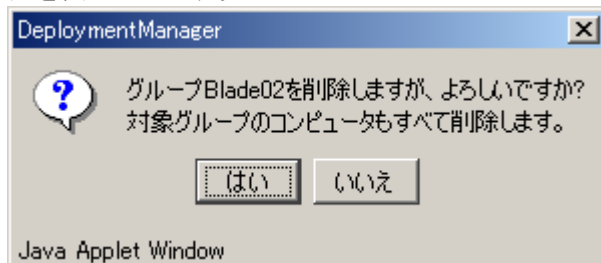 DeploymentManager
グループBlade02を削除しますが、よろしいですか?
対象グループのコンピュータもすべて削除します。
はい いいえ
Java Applet Window